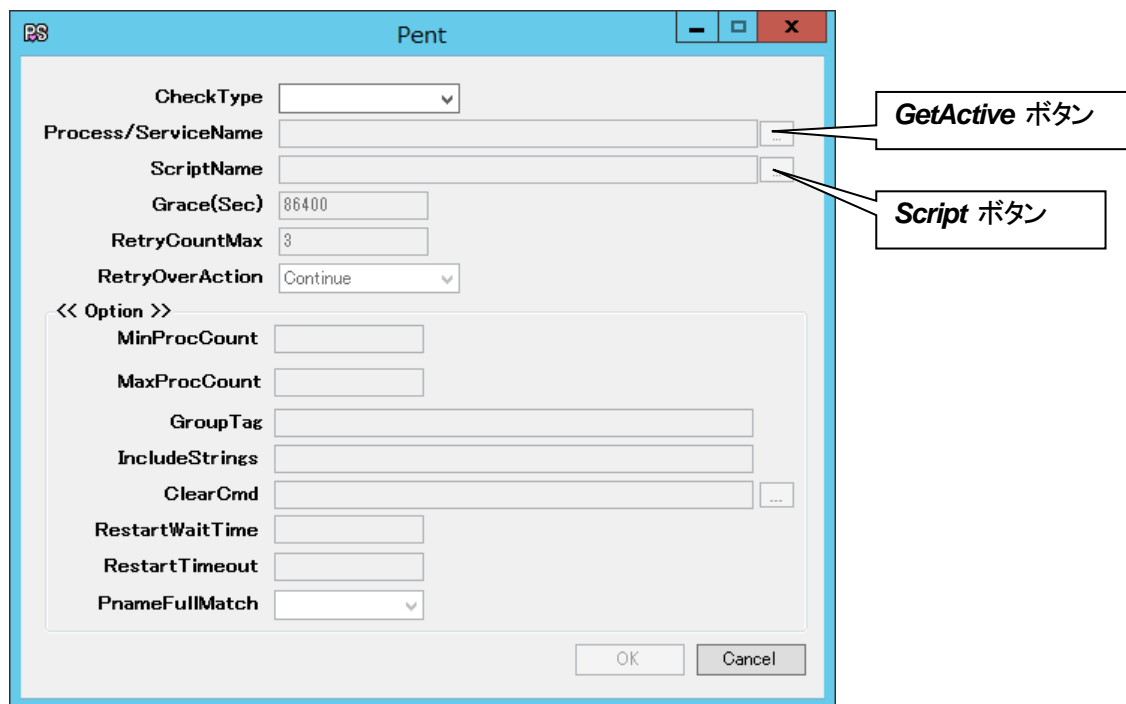 PS
Pent
CheckType
Process/ServiceName
...
GetActive ボタン
ScriptName
...
Script ボタン
Grace(Sec) 86400
RetryCountMax 3
RetryOverAction Continue
<< Option >>
MinProcCount
MaxProcCount
GroupTag
IncludeStrings
ClearCmd
...
RestartWaitTime
RestartTimeout
PnameFullMatch
OK Cancel